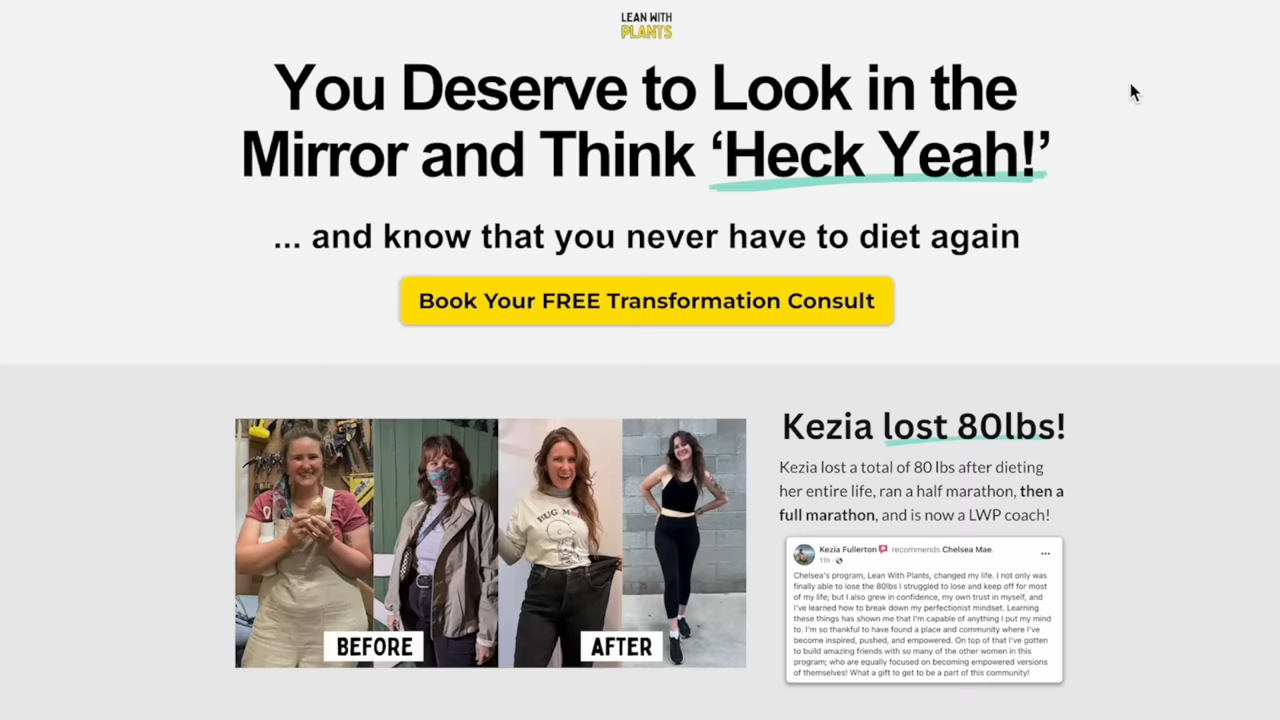 LEAN WITH
PLANTS
You Deserve to Look in the
Mirror and Think ‘Heck Yeah!’
... and know that you never have to diet again
Book Your FREE Transformation Consult
BEFORE
AFTER
Kezia lost 80lbs!
Kezia lost a total of 80 lbs after dieting
her entire life, ran a half marathon, then a
full marathon, and is now a LWP coach!
Kezia Fullerton recommends Chelsea Mae.
11h
Chelsea's program, Lean With Plants, changed my life. I not only was
finally able to lose the 80lbs I struggled to lose and keep off for most
of my life; but I also grew in confidence, my own trust in myself, and
I've learned how to break down my perfectionist mindset. Learning
these things has shown me that I'm capable of anything I put my mind
to. I'm so thankful to have found a place and community where I've
become inspired, pushed, and empowered. On top of that I've gotten
to build amazing friends with so many of the other women in this
program; who are equally focused on becoming empowered versions
of themselves! What a gift to get to be a part of this community!